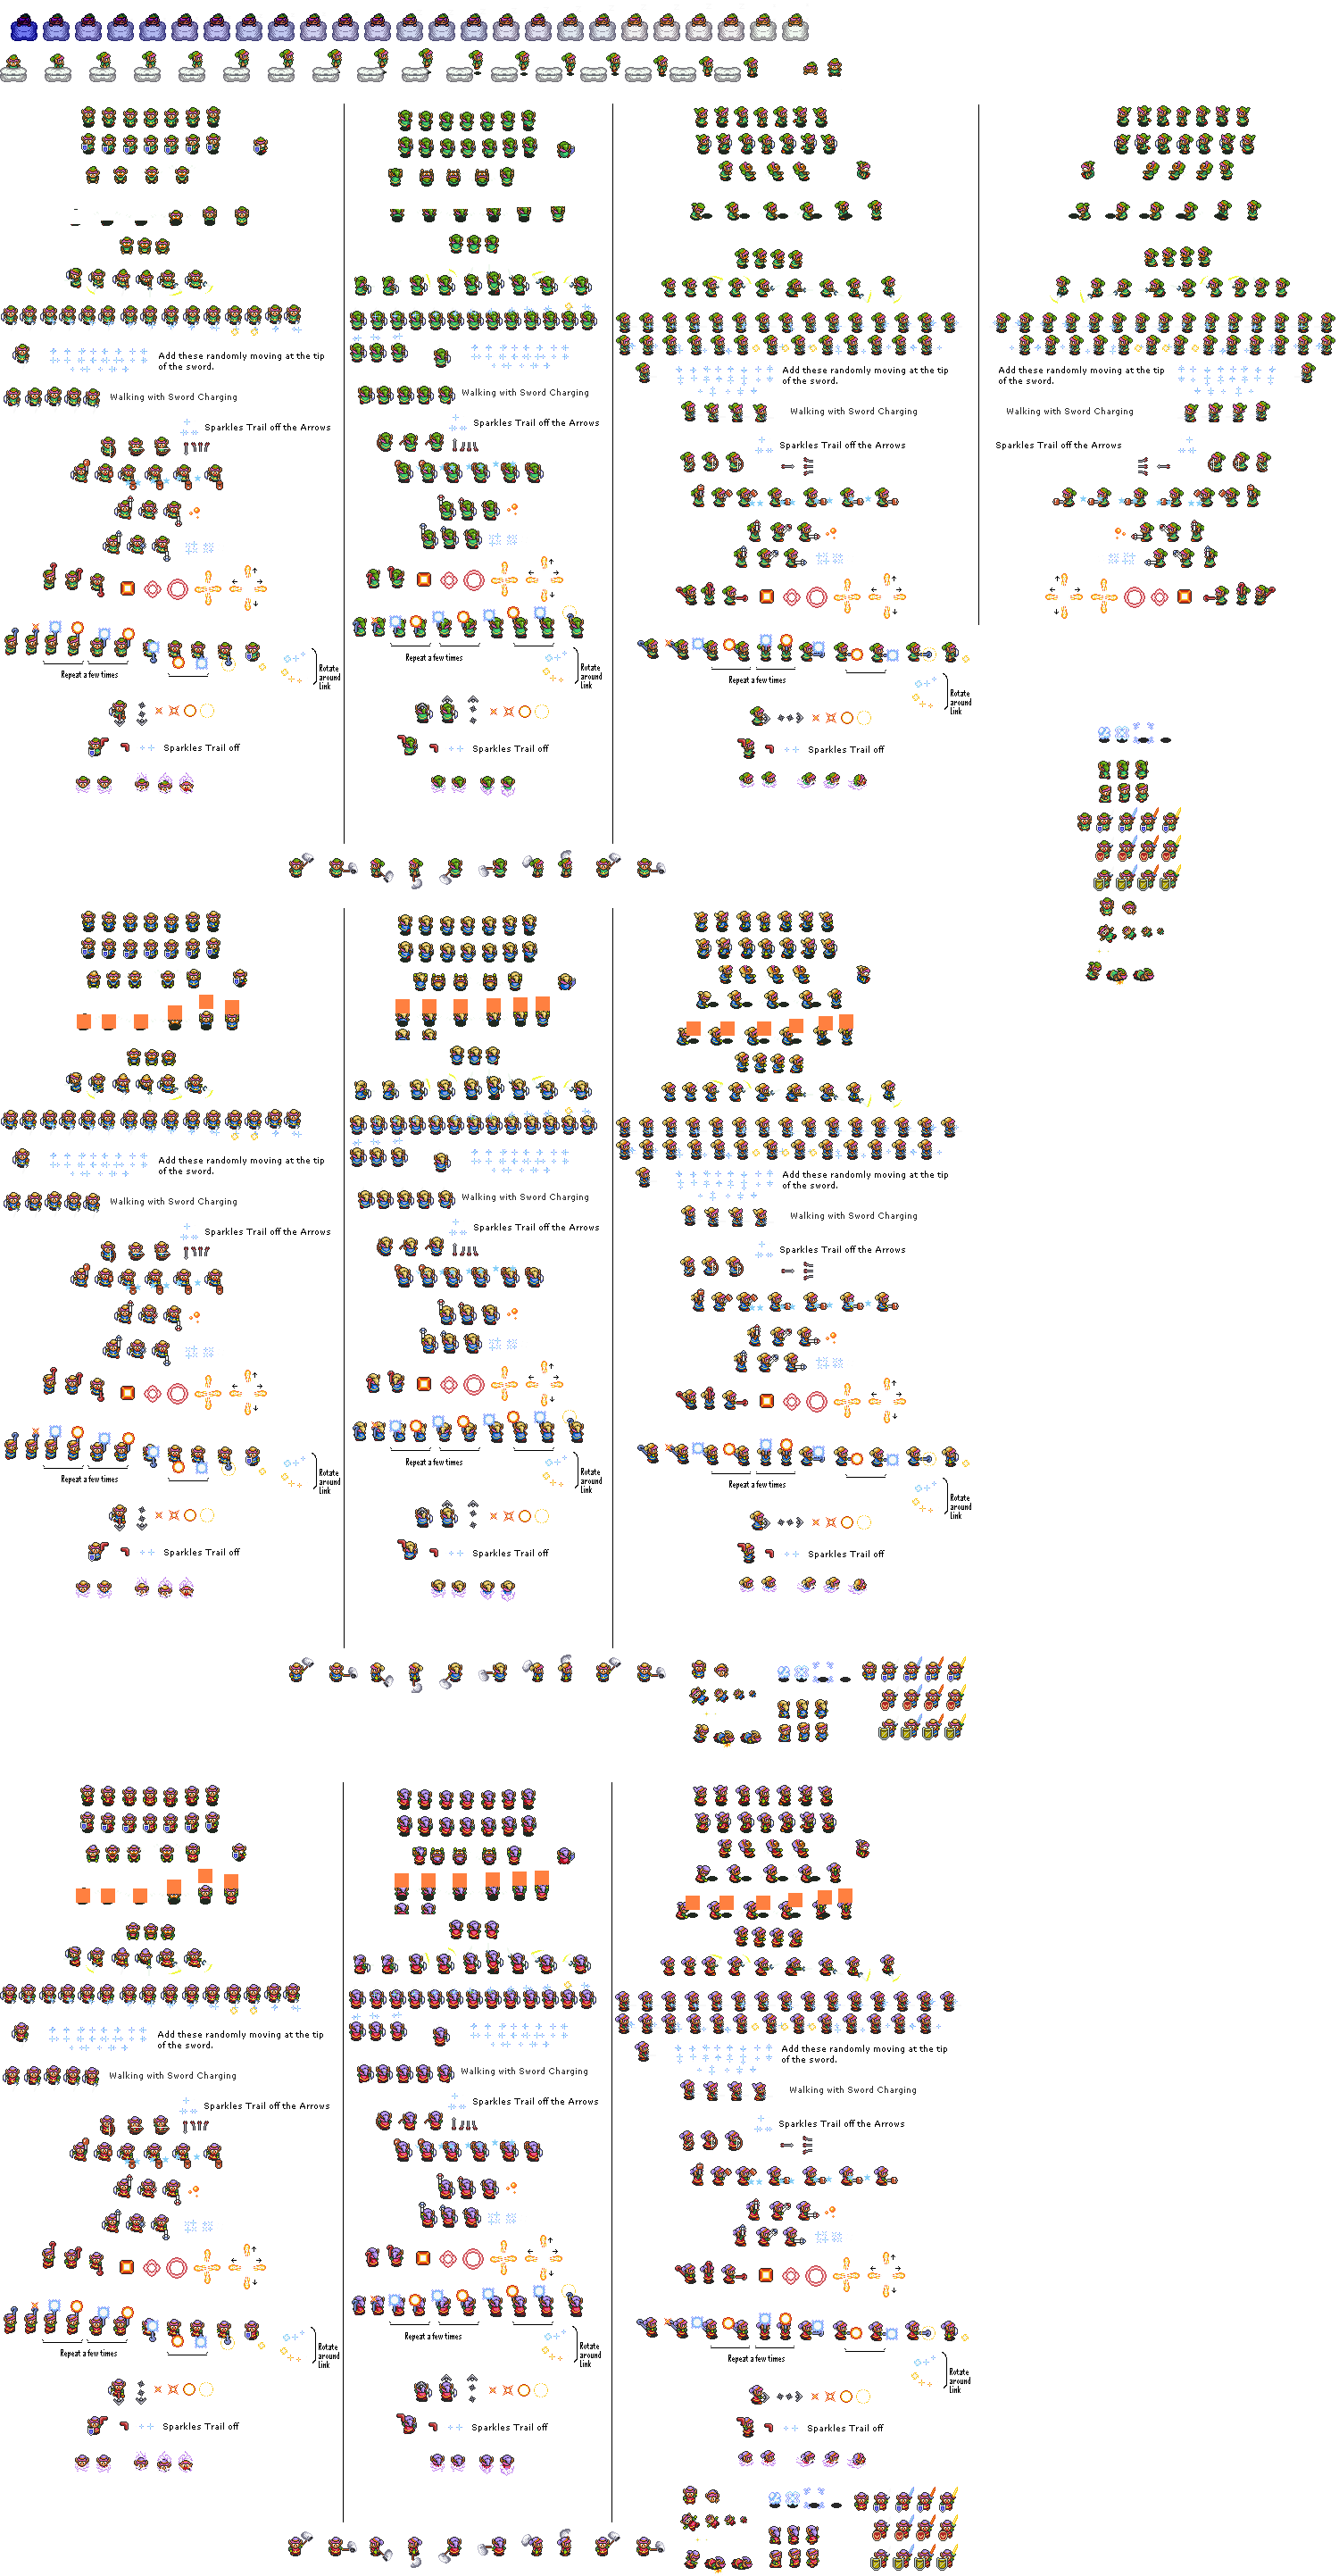 Add these randomly moving at the tip
of the sword.
Walking with Sword Charging
Sparkles Trail off the Arrows
Repeat a few times
Rotate
around
Link
Sparkles Trail off
Walking with Sword Charging
Sparkles Trail off the Arrows
Repeat a few times
Rotate
around
Link
Sparkles Trail off
Add these randomly moving at the tip
of the sword.
Walking with Sword Charging
Sparkles Trail off the Arrows
Repeat a few times
Rotate
around
Link
Sparkles Trail off
Add these randomly moving at the tip
of the sword.
Walking with Sword Charging
Sparkles Trail off the Arrows
Add these randomly moving at the tip
of the sword.
Walking with Sword Charging
Sparkles Trail off the Arrows
Repeat a few times
Rotate
around
Link
Sparkles Trail off
Walking with Sword Charging
Sparkles Trail off the Arrows
Repeat a few times
Rotate
around
Link
Sparkles Trail off
Add these randomly moving at the tip
of the sword.
Walking with Sword Charging
Sparkles Trail off the Arrows
Repeat a few times
Rotate
around
Link
Sparkles Trail off
Add these randomly moving at the tip
of the sword.
Walking with Sword Charging
Sparkles Trail off the Arrows
Repeat a few times
Rotate
around
Link
Sparkles Trail off
Walking with Sword Charging
Sparkles Trail off the Arrows
Repeat a few times
Rotate
around
Link
Sparkles Trail off
Add these randomly moving at the tip
of the sword.
Walking with Sword Charging
Sparkles Trail off the Arrows
Repeat a few times
Rotate
around
Link
Sparkles Trail off